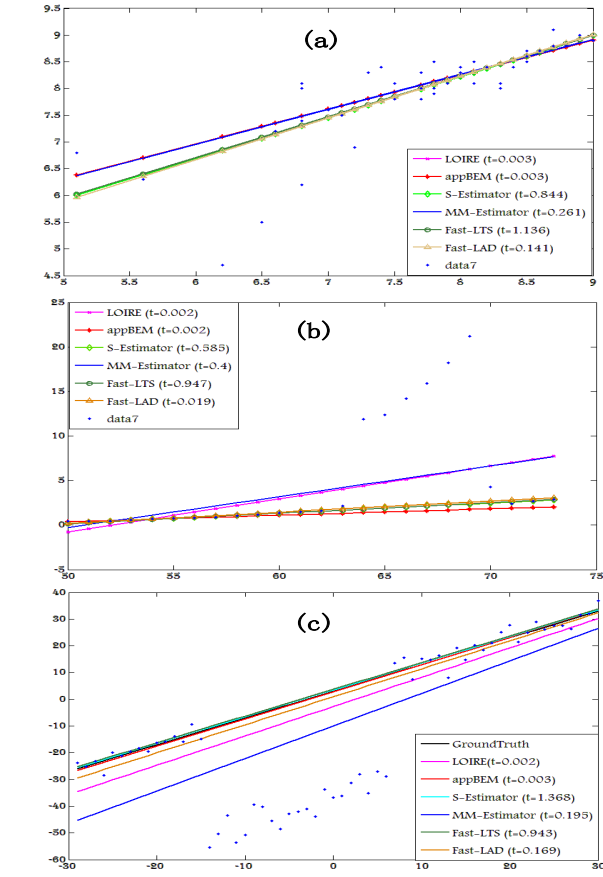 9.5
(a)
9
8.5
8
7.5
7
6.5
6
5.5
5
4.5
LOIRE (t=0.003)
appBEM (t=0.003)
S-Estimator (t=0.844)
MM-Estimator (t=0.261)
Fast-LTS (t=1.136)
Fast-LAD (t=0.141)
data7
5 5.5 6 6.5 7 7.5 8 8.5 9
25
(b)
20
15
10
5
0
-5
LOIRE (t=0.002)
appBEM (t=0.002)
S-Estimator (t=0.585)
MM-Estimator (t=0.4)
Fast-LTS (t=0.947)
Fast-LAD (t=0.019)
data7
50 55 60 65 70 75
40
(c)
30
20
10
0
-10
-20
-30
-40
-50
-60
GroundTruth
LOIRE(t=0.002)
appBEM (t=0.003)
S-Estimator (t=1.368)
MM-Estimator (t=0.195)
Fast-LTS (t=0.943)
Fast-LAD (t=0.169)
-30 -20 -10 0 10 20 30